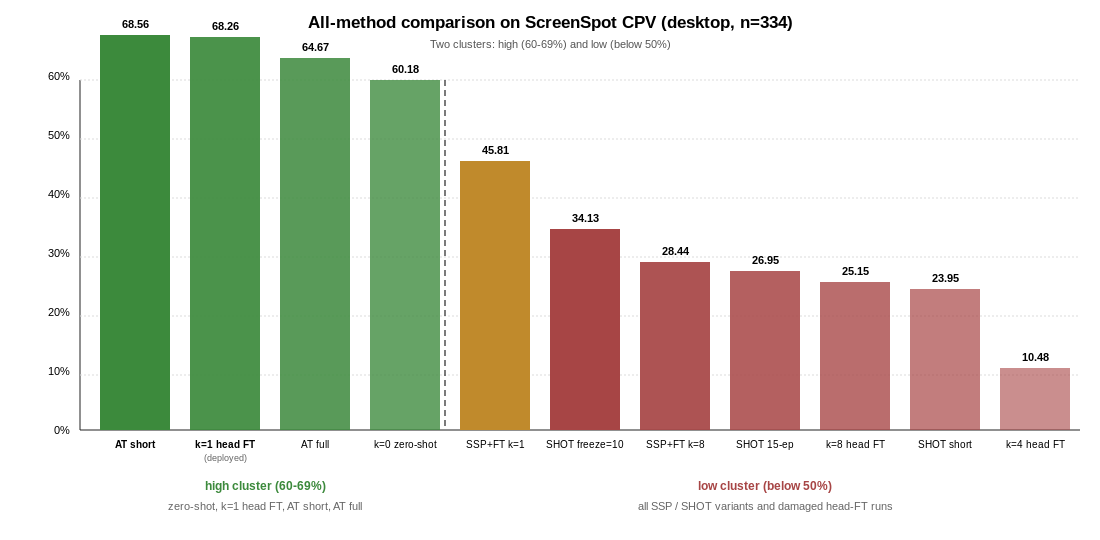 All-method comparison on ScreenSpot CPV (desktop, n=334)
Two clusters: high (60-69%) and low (below 50%)
68.56
68.26
64.67
60.18
45.81
34.13
28.44
26.95
25.15
23.95
10.48
60%
50%
40%
30%
20%
10%
0%
AT short
k=1 head FT
(deployed)
AT full
k=0 zero-shot
SSP+FT k=1
SHOT freeze=10
SSP+FT k=8
SHOT 15-ep
k=8 head FT
SHOT short
k=4 head FT
high cluster (60-69%)
zero-shot, k=1 head FT, AT short, AT full
low cluster (below 50%)
all SSP / SHOT variants and damaged head-FT runs